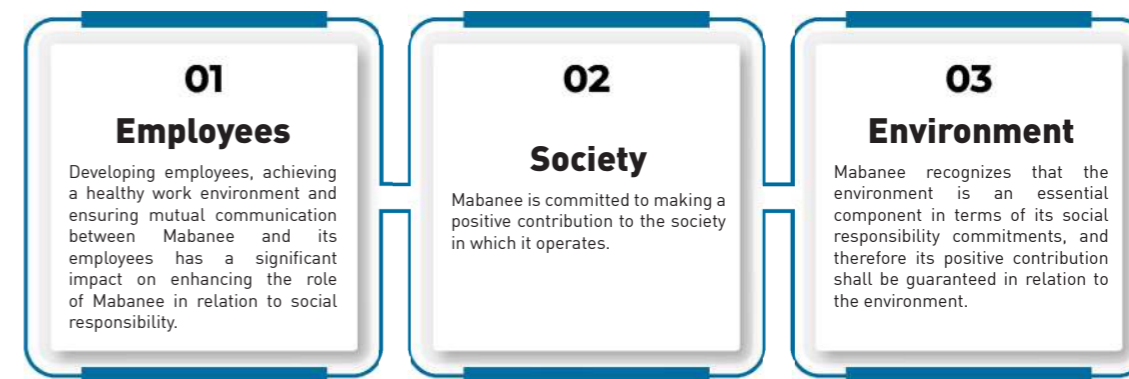 01
Employees
Developing employees, achieving
a healthy work environment and
ensuring mutual communication
between Mabanee and its
employees has a significant
impact on enhancing the role
of Mabanee in relation to social
responsibility.
02
Society
Mabanee is committed to making a
positive contribution to the society
in which it operates.
03
Environment
Mabanee recognizes that the
environment is an essential
component in terms of its social
responsibility commitments, and
therefore its positive contribution
shall be guaranteed in relation to
the environment.